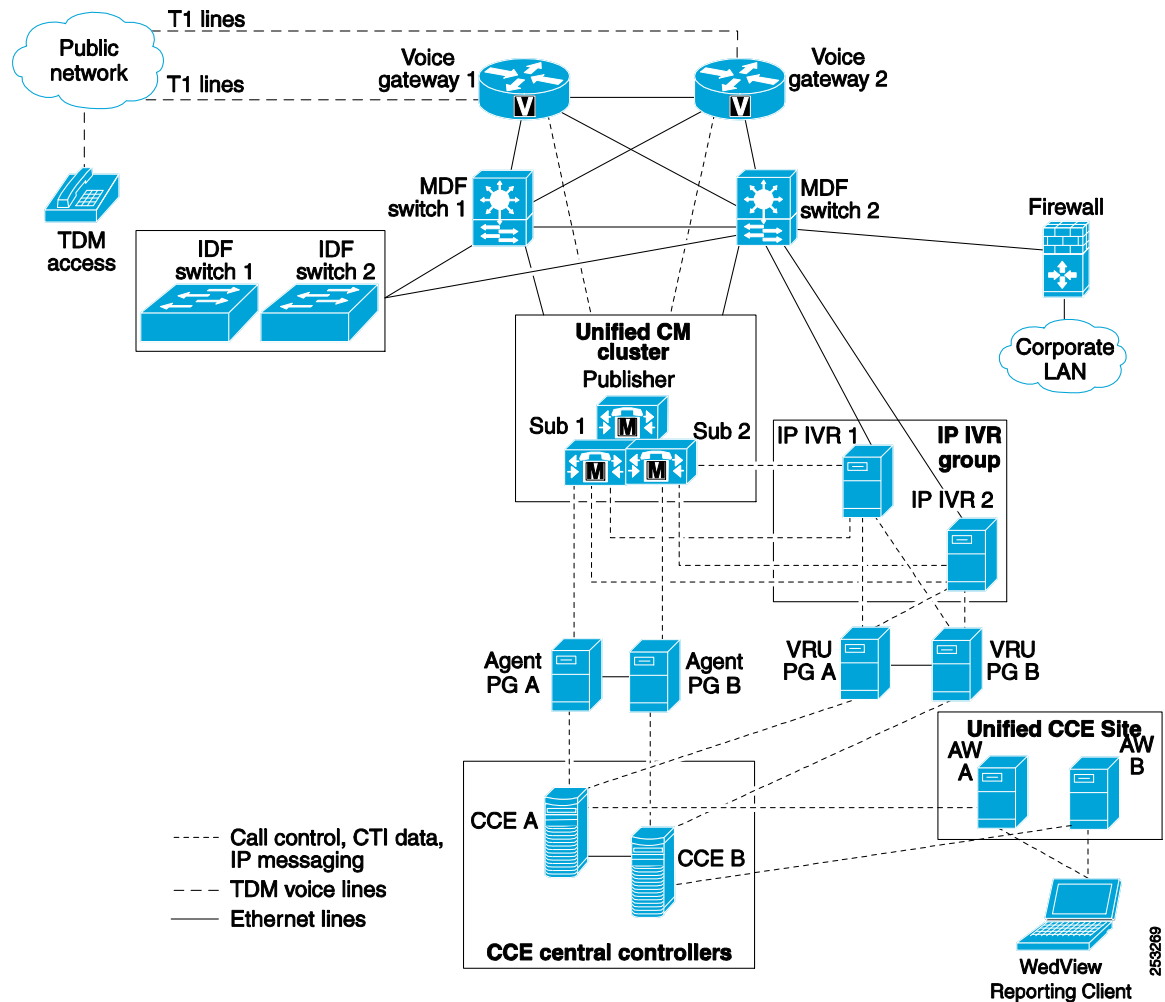 T1 lines
Public
network
T1 lines
Voice
gateway 1
Voice
gateway 2
TDM
access
MDF
switch 1
MDF
switch 2
Firewall
IDF
switch 1
IDF
switch 2
Corporate
LAN
Unified CM
cluster
Publisher
Sub 1
Sub 2
M
M
M
V
V
IP IVR 1
IP IVR
group
IP IVR 2
Agent
PG A
Agent
PG B
VRU
PG A
VRU
PG B
Unified CCE Site
AW
A
AW
B
CCE A
CCE B
CCE central controllers
Call control, CTI data,
IP messaging
TDM voice lines
Ethernet lines
WedView
Reporting Client
253269